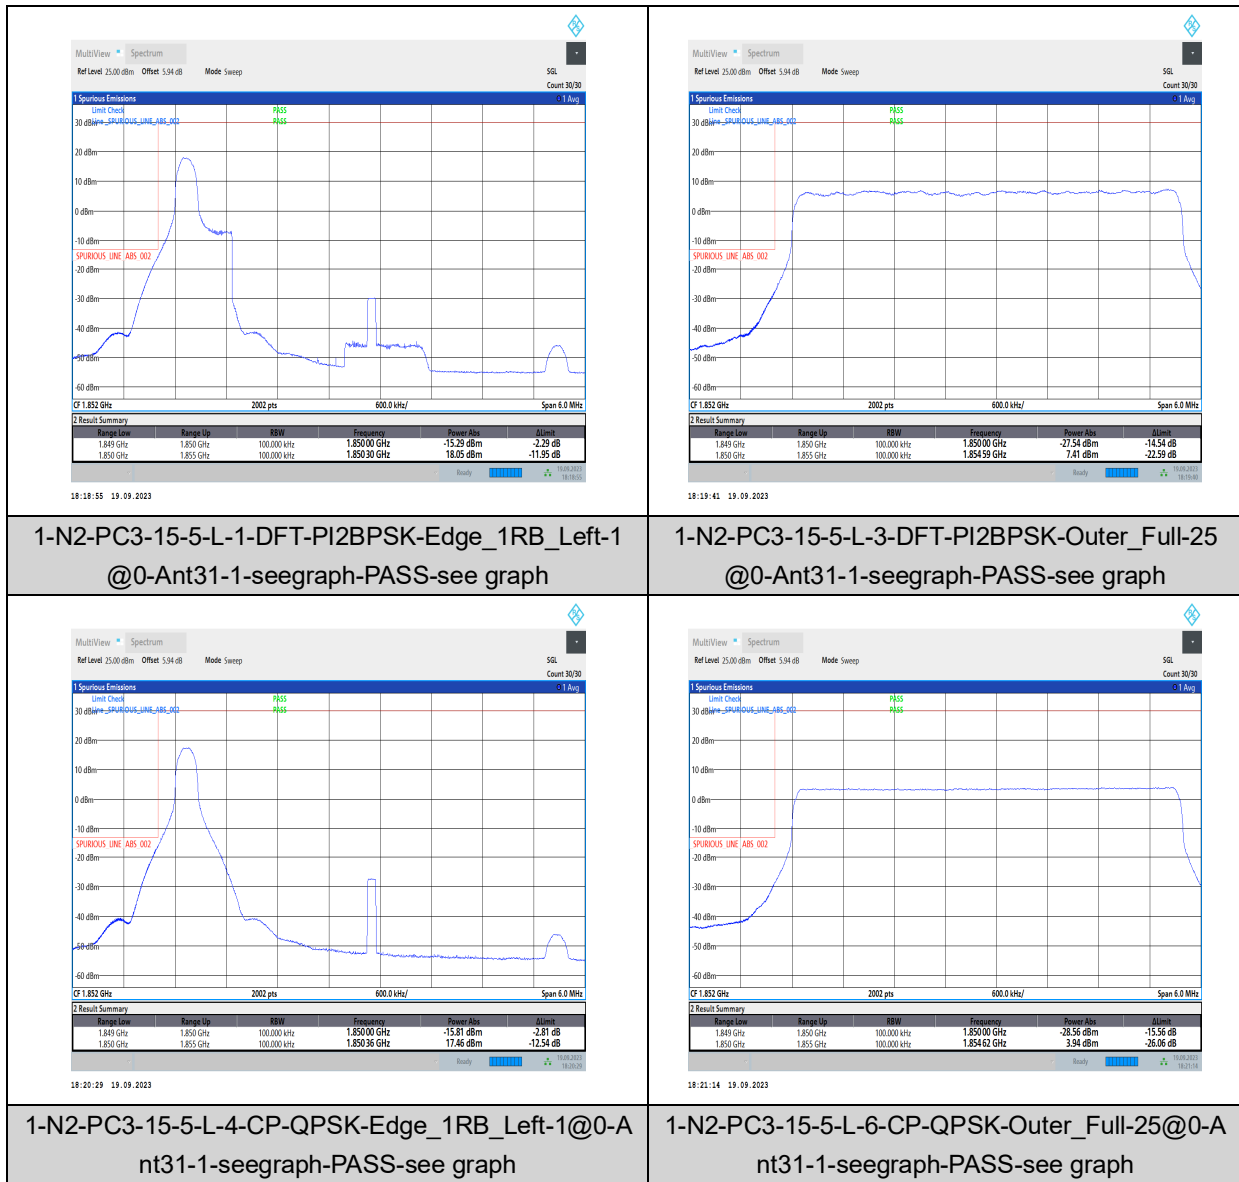 MultiView Spectrum
Ref Level 25.00 dBm Offset 5.94 dB Mode Sweep SGL
Count 30/30
1 Spurious Emissions 1 Avg
Limit Check PASS
30 dBm Line _SPURIOUS_LINE_ABS_002 PASS
20 dBm
10 dBm
0 dBm
-10 dBm
SPURIOUS_LINE_ABS_002
-20 dBm
-30 dBm
-40 dBm
-50 dBm
-60 dBm
CF 1.852 GHz 2002 pts 600.0 kHz/ Span 6.0 MHz
2 Result Summary
Range Low Range Up RBW Frequency Power Abs ΔLimit
1.849 GHz 1.850 GHz 100.000 kHz 1.85000 GHz -15.29 dBm -2.29 dB
1.850 GHz 1.855 GHz 100.000 kHz 1.85030 GHz 18.05 dBm -11.95 dB
Ready 19.09.2023
18:18:55
18:18:55 19.09.2023
1-N2-PC3-15-5-L-1-DFT-PI2BPSK-Edge_1RB_Left-1
@0-Ant31-1-seegraph-PASS-see graph
MultiView Spectrum
Ref Level 25.00 dBm Offset 5.94 dB Mode Sweep SGL
Count 30/30
1 Spurious Emissions 1 Avg
Limit Check PASS
30 dBm Line _SPURIOUS_LINE_ABS_002 PASS
20 dBm
10 dBm
0 dBm
-10 dBm
SPURIOUS_LINE_ABS_002
-20 dBm
-30 dBm
-40 dBm
-50 dBm
-60 dBm
CF 1.852 GHz 2002 pts 600.0 kHz/ Span 6.0 MHz
2 Result Summary
Range Low Range Up RBW Frequency Power Abs ΔLimit
1.849 GHz 1.850 GHz 100.000 kHz 1.85000 GHz -27.54 dBm -14.54 dB
1.850 GHz 1.855 GHz 100.000 kHz 1.85459 GHz 7.41 dBm -22.59 dB
Ready 19.09.2023
18:19:40
18:19:41 19.09.2023
1-N2-PC3-15-5-L-3-DFT-PI2BPSK-Outer_Full-25
@0-Ant31-1-seegraph-PASS-see graph
MultiView Spectrum
Ref Level 25.00 dBm Offset 5.94 dB Mode Sweep SGL
Count 30/30
1 Spurious Emissions 1 Avg
Limit Check PASS
30 dBm Line _SPURIOUS_LINE_ABS_002 PASS
20 dBm
10 dBm
0 dBm
-10 dBm
SPURIOUS_LINE_ABS_002
-20 dBm
-30 dBm
-40 dBm
-50 dBm
-60 dBm
CF 1.852 GHz 2002 pts 600.0 kHz/ Span 6.0 MHz
2 Result Summary
Range Low Range Up RBW Frequency Power Abs ΔLimit
1.849 GHz 1.850 GHz 100.000 kHz 1.85000 GHz -15.81 dBm -2.81 dB
1.850 GHz 1.855 GHz 100.000 kHz 1.85036 GHz 17.46 dBm -12.54 dB
Ready 19.09.2023
18:20:29
18:20:29 19.09.2023
1-N2-PC3-15-5-L-4-CP-QPSK-Edge_1RB_Left-1@0-A
nt31-1-seegraph-PASS-see graph
MultiView Spectrum
Ref Level 25.00 dBm Offset 5.94 dB Mode Sweep SGL
Count 30/30
1 Spurious Emissions 1 Avg
Limit Check PASS
30 dBm Line _SPURIOUS_LINE_ABS_002 PASS
20 dBm
10 dBm
0 dBm
-10 dBm
SPURIOUS_LINE_ABS_002
-20 dBm
-30 dBm
-40 dBm
-50 dBm
-60 dBm
CF 1.852 GHz 2002 pts 600.0 kHz/ Span 6.0 MHz
2 Result Summary
Range Low Range Up RBW Frequency Power Abs ΔLimit
1.849 GHz 1.850 GHz 100.000 kHz 1.85000 GHz -28.56 dBm -15.56 dB
1.850 GHz 1.855 GHz 100.000 kHz 1.85462 GHz 3.94 dBm -26.06 dB
Ready 19.09.2023
18:21:14
18:21:14 19.09.2023
1-N2-PC3-15-5-L-6-CP-QPSK-Outer_Full-25@0-A
nt31-1-seegraph-PASS-see graph